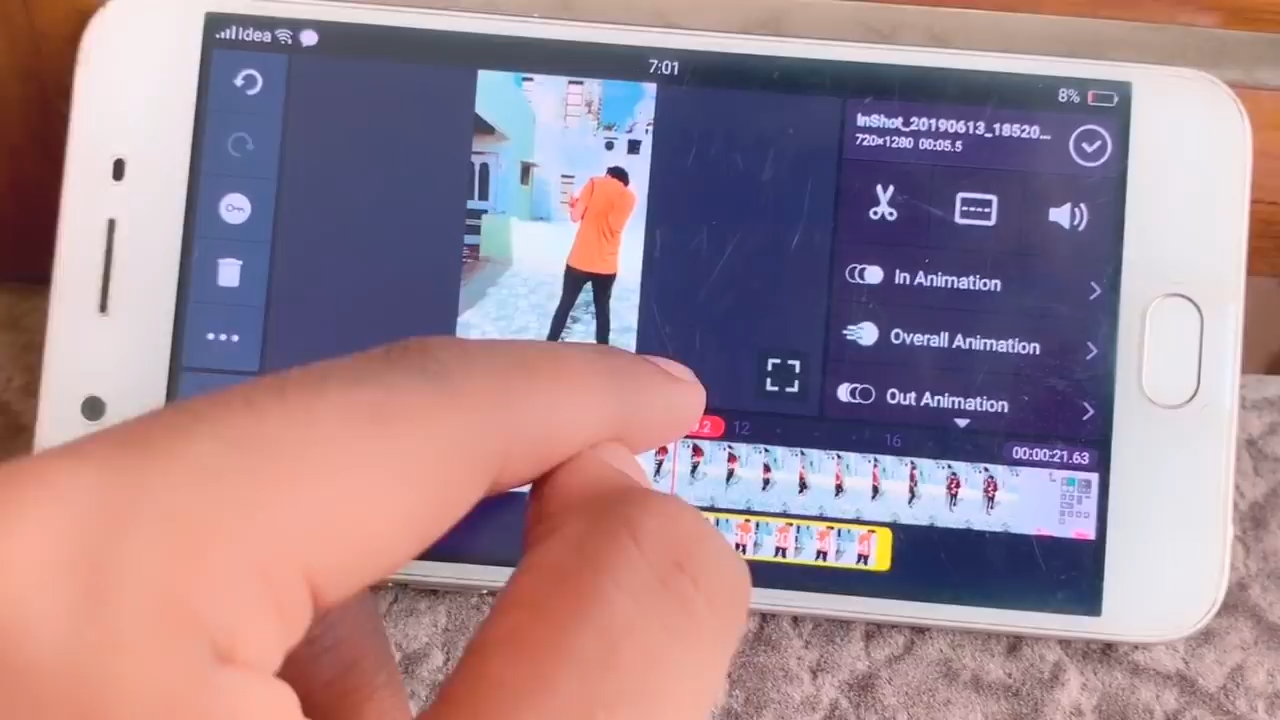 Idea
7:01
8%
InShot_20190613_18520...
720×1280 00:05.5
In Animation
Overall Animation
Out Animation
12
16
00:00:21.63